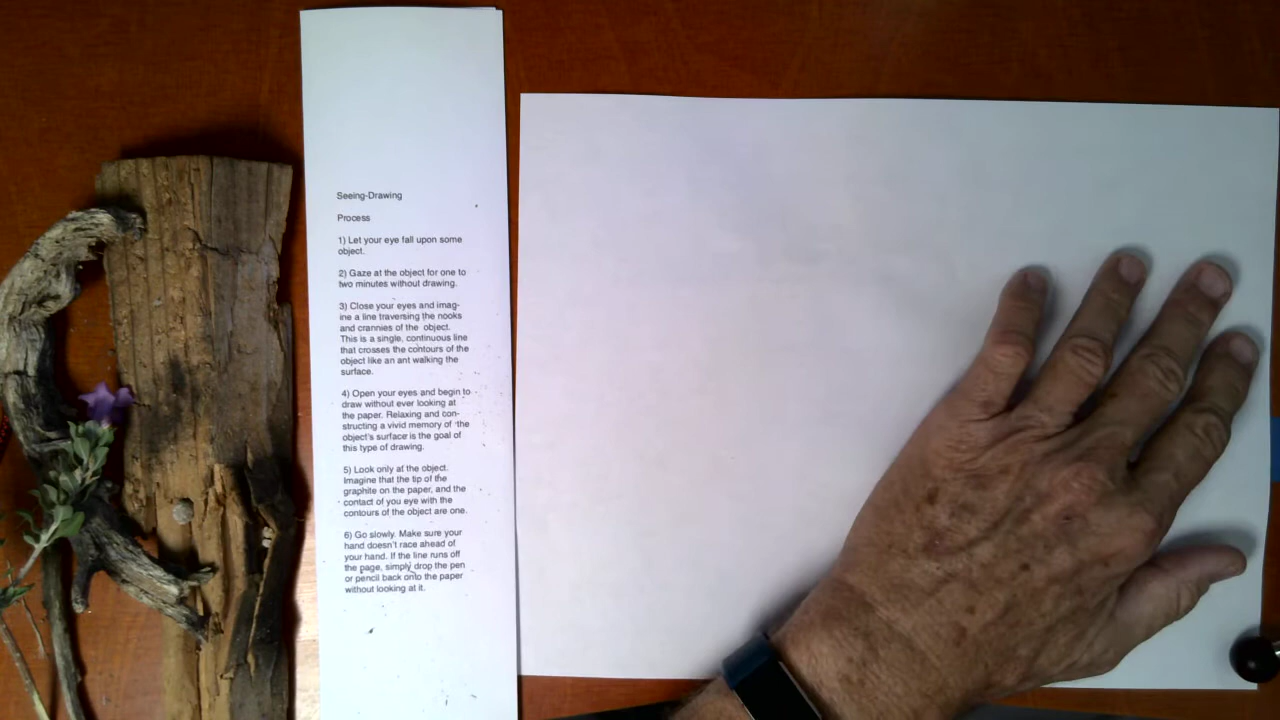 Seeing-Drawing
Process
1) Let your eye fall upon some
object.
2) Gaze at the object for one to
two minutes without drawing.
3) Close your eyes and imag-
ine a line traversing the nooks
and crannies of the object.
This is a single, continuous line
that crosses the contours of the
object like an ant walking the
surface.
4) Open your eyes and begin to
draw without ever looking at
the paper. Relaxing and con-
structing a vivid memory of the
object's surface is the goal of
this type of drawing.
5) Look only at the object.
Imagine that the tip of the
graphite on the paper, and the
contact of you eye with the
contours of the object are one.
6) Go slowly. Make sure your
hand doesn't race ahead of
your hand. If the line runs off
the page, simply drop the pen
or pencil back onto the paper
without looking at it.